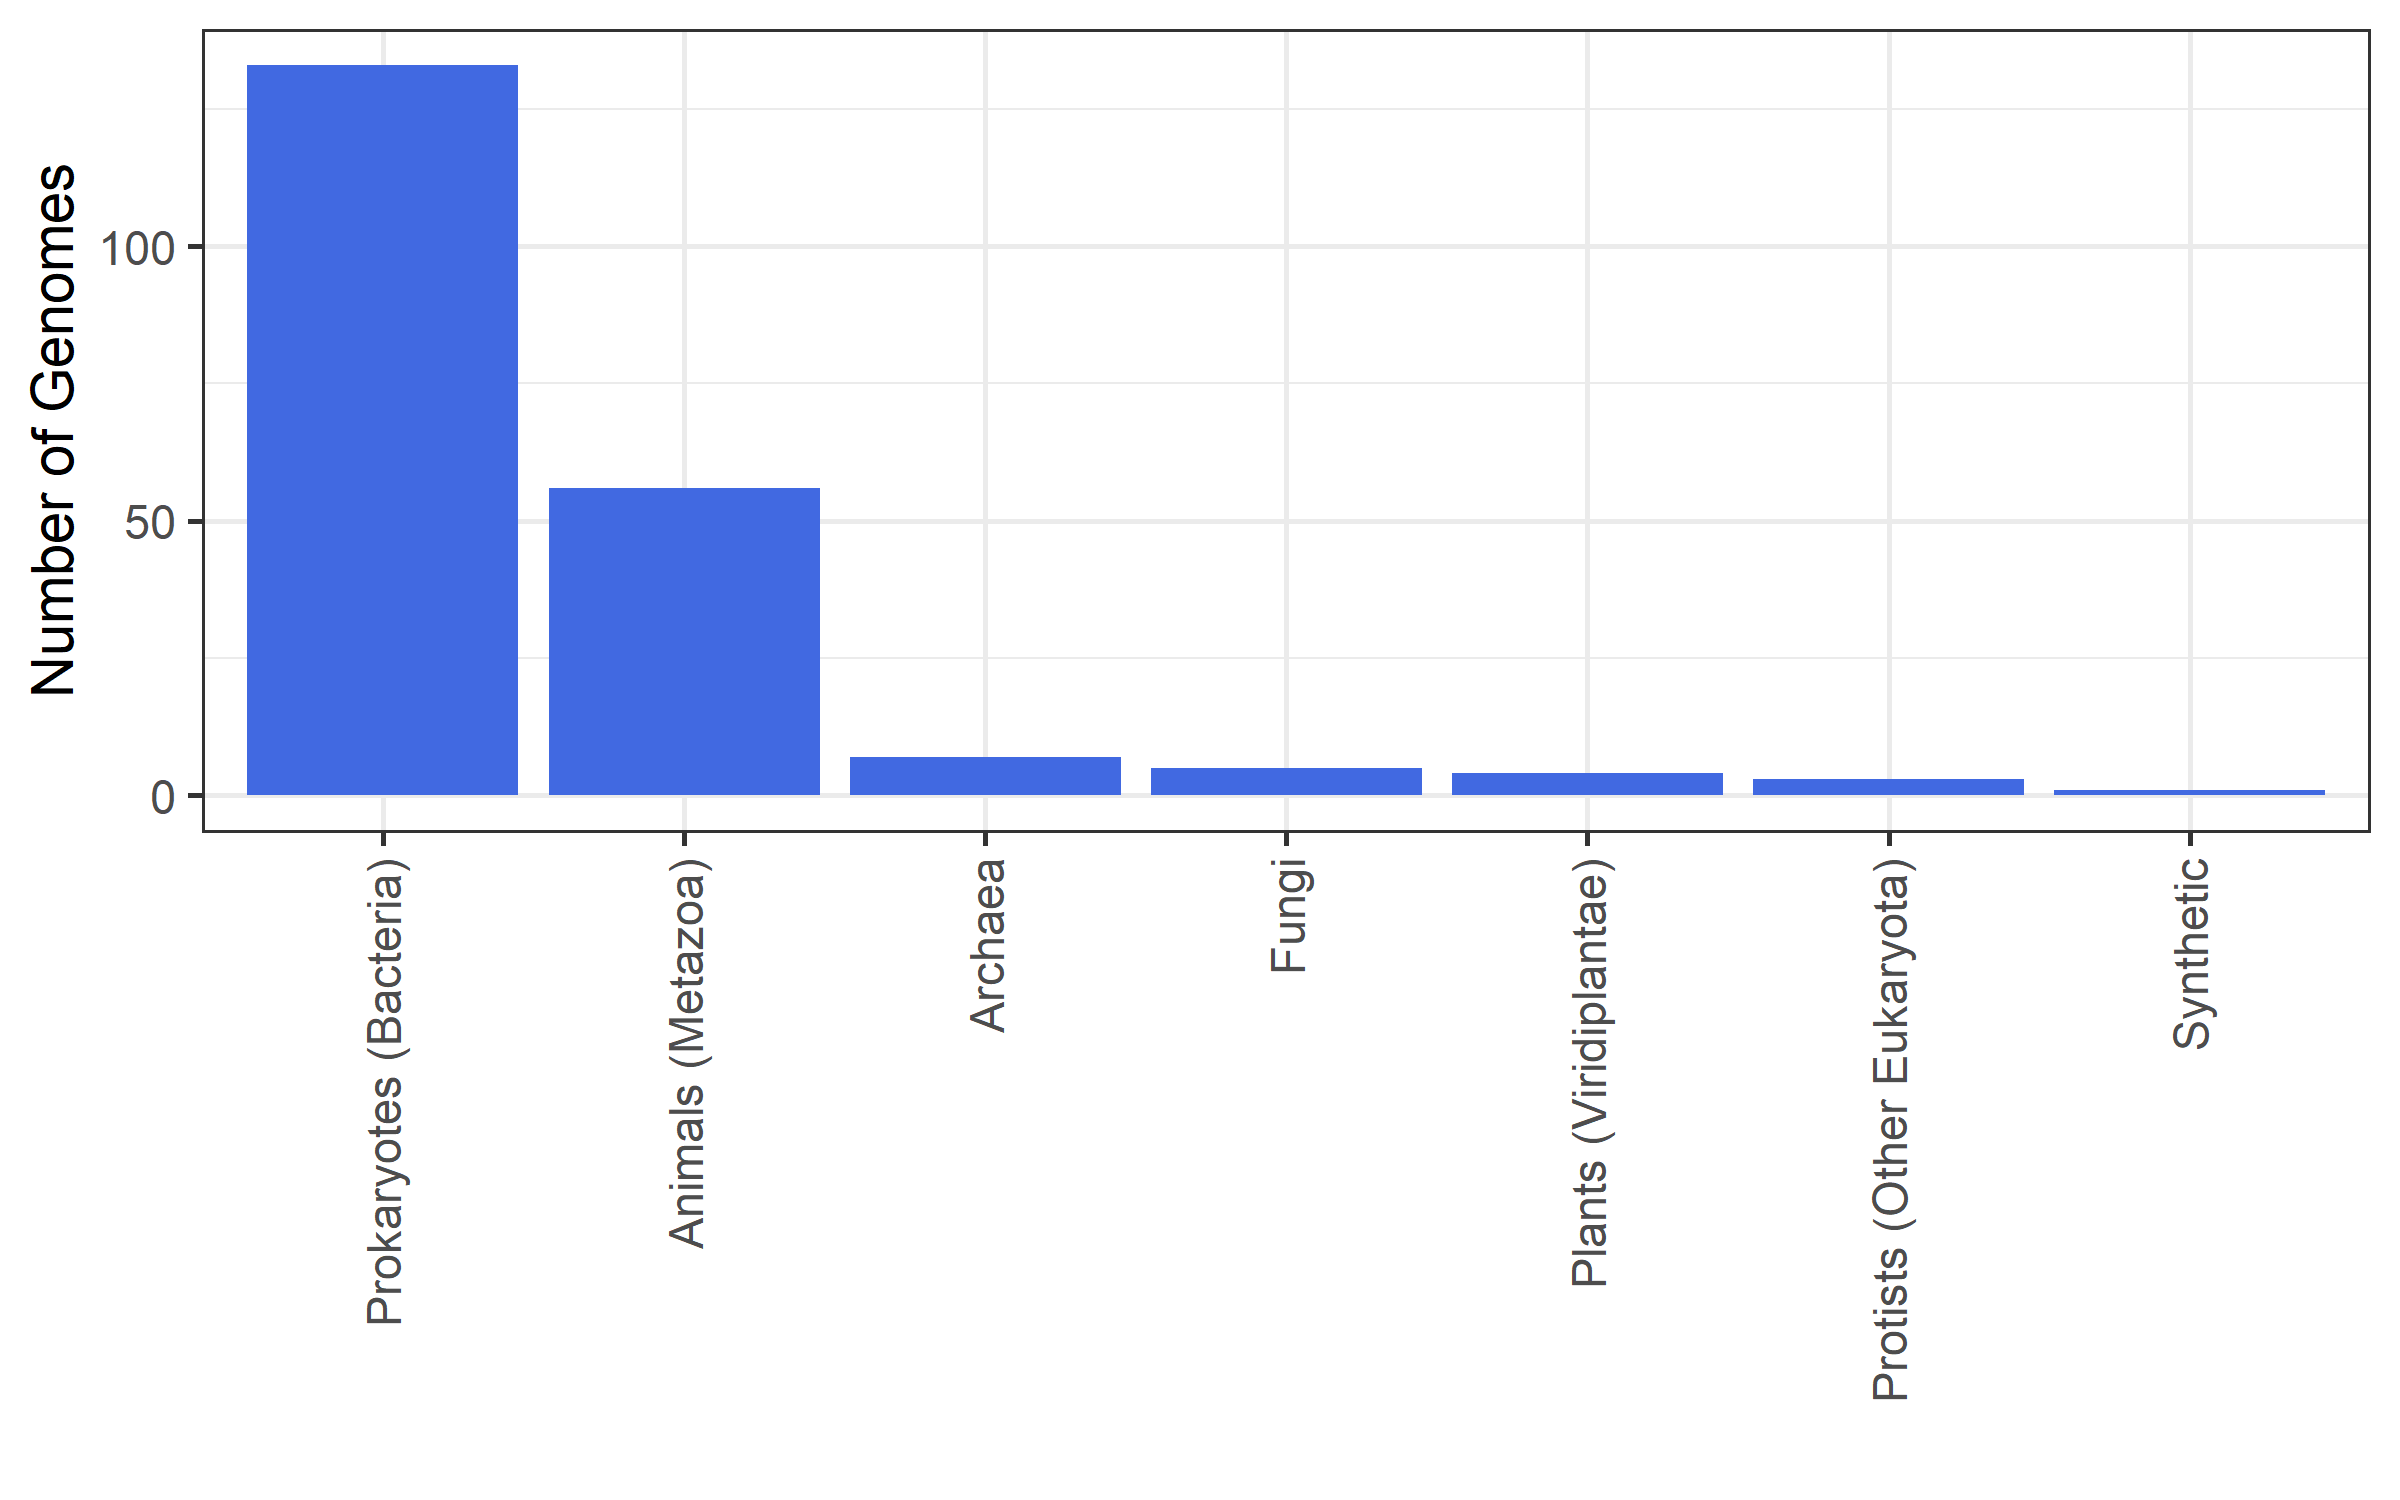 Number of Genomes
100
50
0
Prokaryotes (Bacteria)
Animals (Metazoa)
Archaea
Fungi
Plants (Viridiplantae)
Protists (Other Eukaryota)
Synthetic